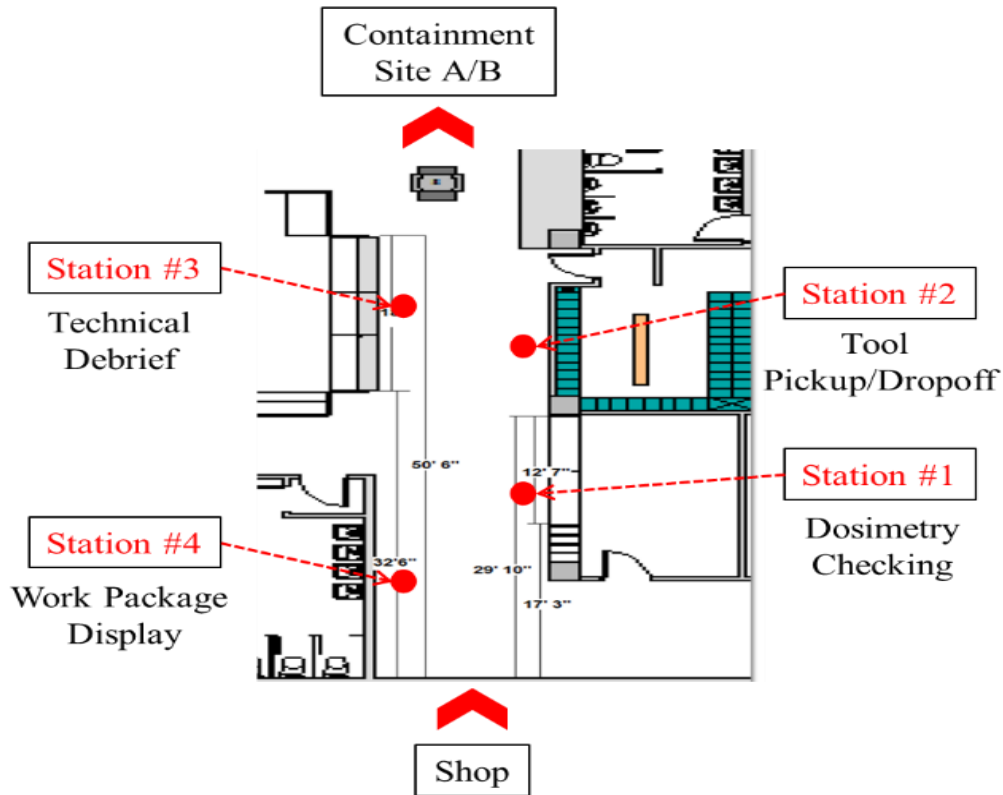 Containment
Site A/B
Station #3
Technical
Debrief
Station #2
Tool
Pickup/Dropoff
50' 6"
12' 7"
Station #1
Dosimetry
Checking
Station #4
Work Package
Display
32'6"
29' 10"
17' 3"
Shop